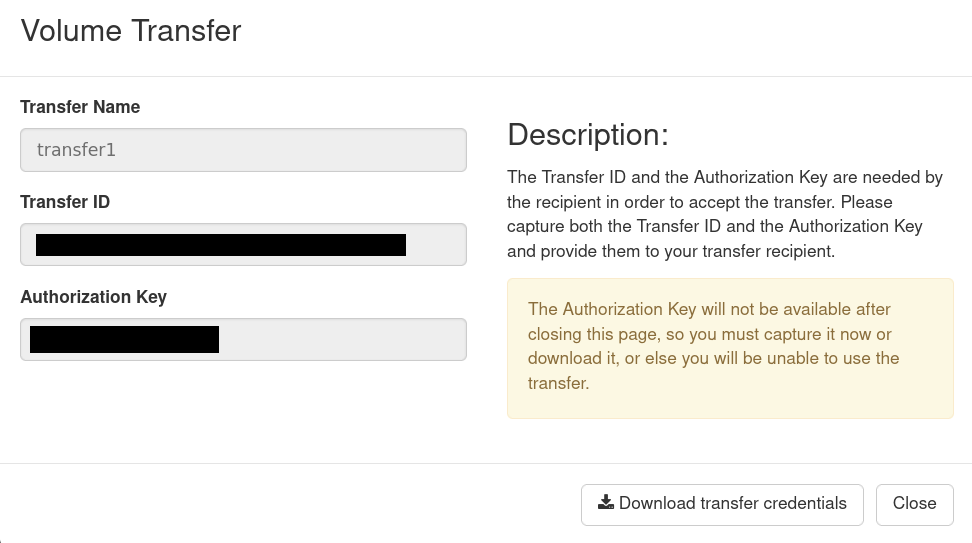 Volume Transfer
Transfer Name
transfer1
Transfer ID
Authorization Key
Description:
The Transfer ID and the Authorization Key are needed by
the recipient in order to accept the transfer. Please
capture both the Transfer ID and the Authorization Key
and provide them to your transfer recipient.
The Authorization Key will not be available after
closing this page, so you must capture it now or
download it, or else you will be unable to use the
transfer.
Download transfer credentials
Close